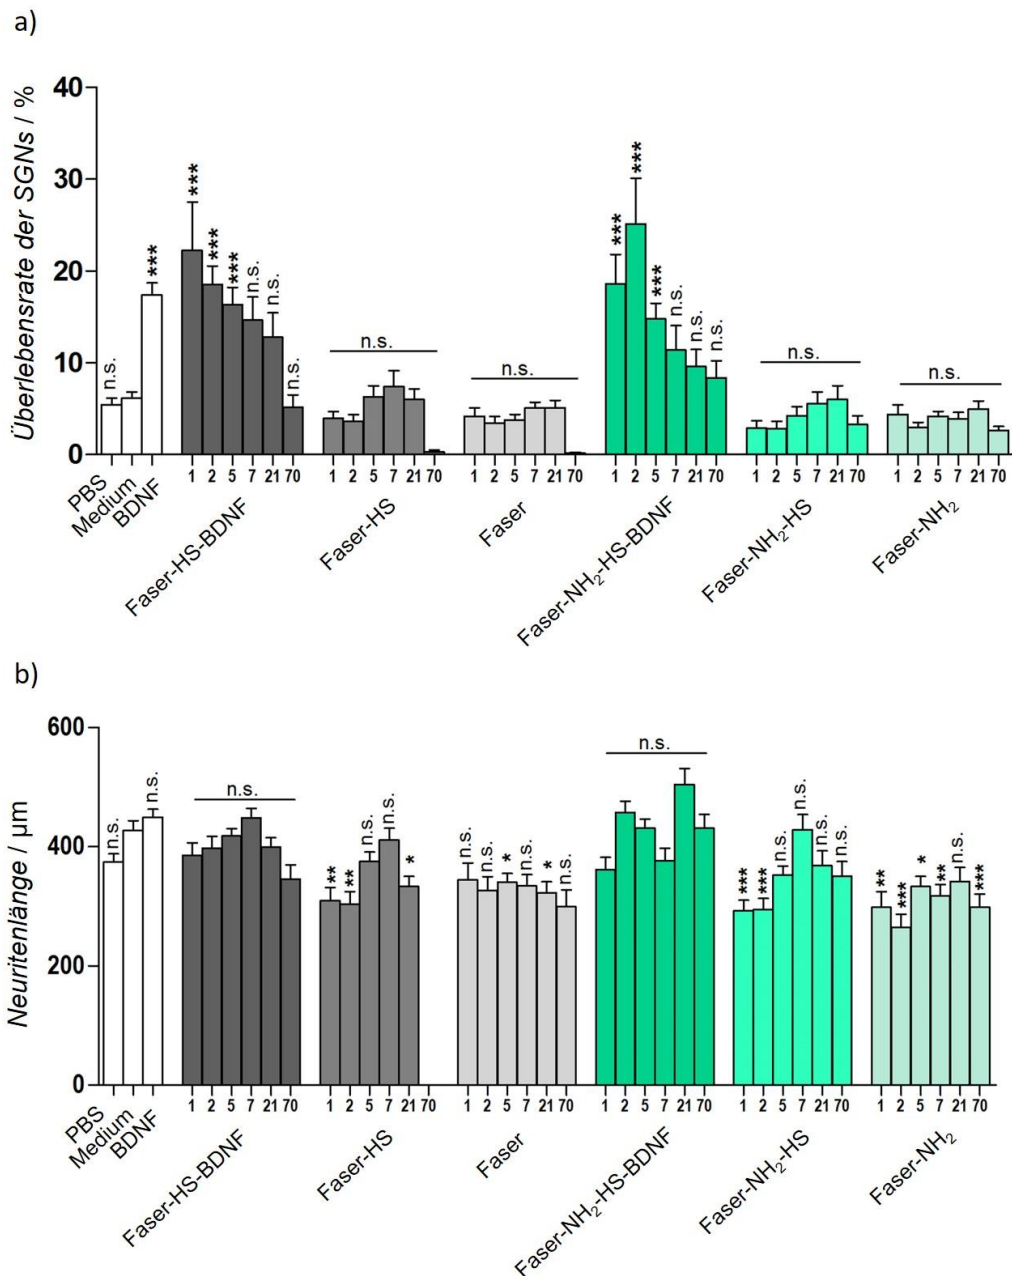 a)
Überlebensrate der SGNs / %
40
30
20
10
0
n.s.
***
***
***
***
n.s.
n.s.
n.s.
n.s.
n.s.
***
***
***
n.s.
n.s.
n.s.
n.s.
n.s.
PBS
Medium
BDNF
1 2 5 7 21 70
1 2 5 7 21 70
1 2 5 7 21 70
1 2 5 7 21 70
1 2 5 7 21 70
1 2 5 7 21 70
Faser-HS-BDNF
Faser-HS
Faser
Faser-NH₂-HS-BDNF
Faser-NH₂-HS
Faser-NH₂
b)
Neuritenlänge / µm
600
400
200
0
n.s.
n.s.
n.s.
**
**
n.s.
n.s.
*
n.s.
n.s.
*
n.s.
*
n.s.
n.s.
***
***
n.s.
n.s.
n.s.
n.s.
**
***
*
**
n.s.
***
PBS
Medium
BDNF
1 2 5 7 21 70
1 2 5 7 21 70
1 2 5 7 21 70
1 2 5 7 21 70
1 2 5 7 21 70
1 2 5 7 21 70
Faser-HS-BDNF
Faser-HS
Faser
Faser-NH₂-HS-BDNF
Faser-NH₂-HS
Faser-NH₂